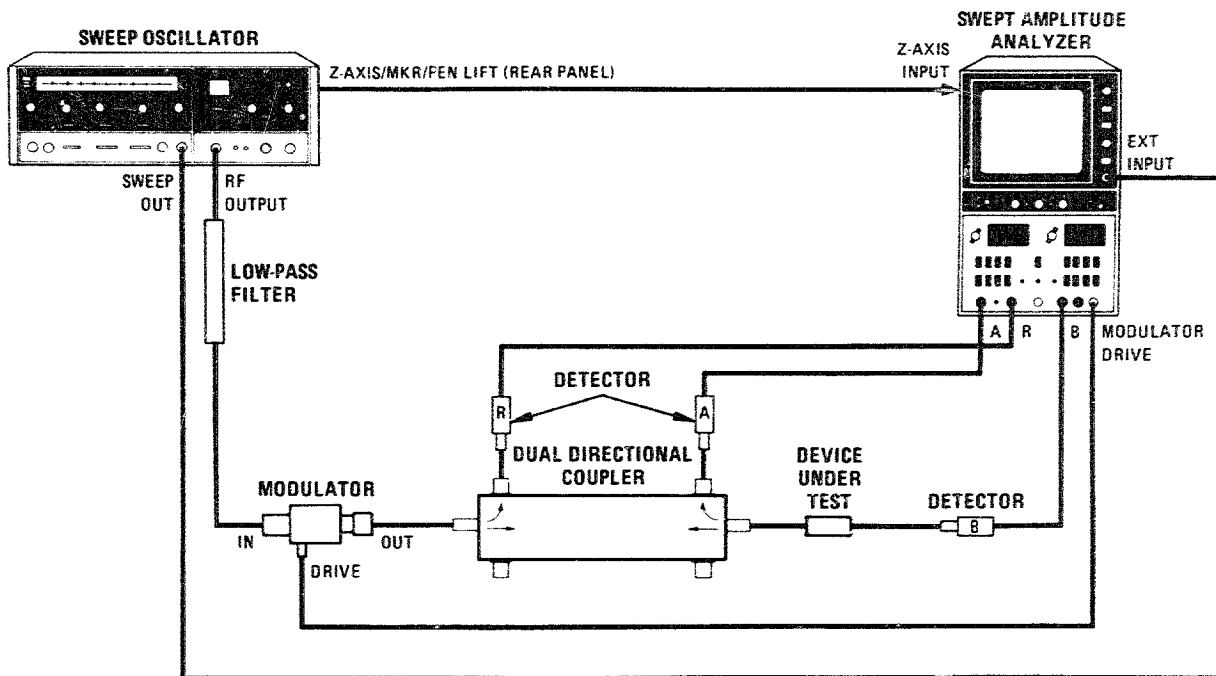 SWEEP OSCILLATOR
SWEPT AMPLITUDE
ANALYZER
Z-AXIS/MKR/FEN LIFT (REAR PANEL)
Z-AXIS
INPUT
EXT
INPUT
SWEEP
OUT
RF
OUTPUT
LOW-PASS
FILTER
A
R
B
MODULATOR
DRIVE
DETECTOR
R
A
DUAL DIRECTIONAL
COUPLER
DEVICE
UNDER
TEST
DETECTOR
B
MODULATOR
IN
OUT
DRIVE